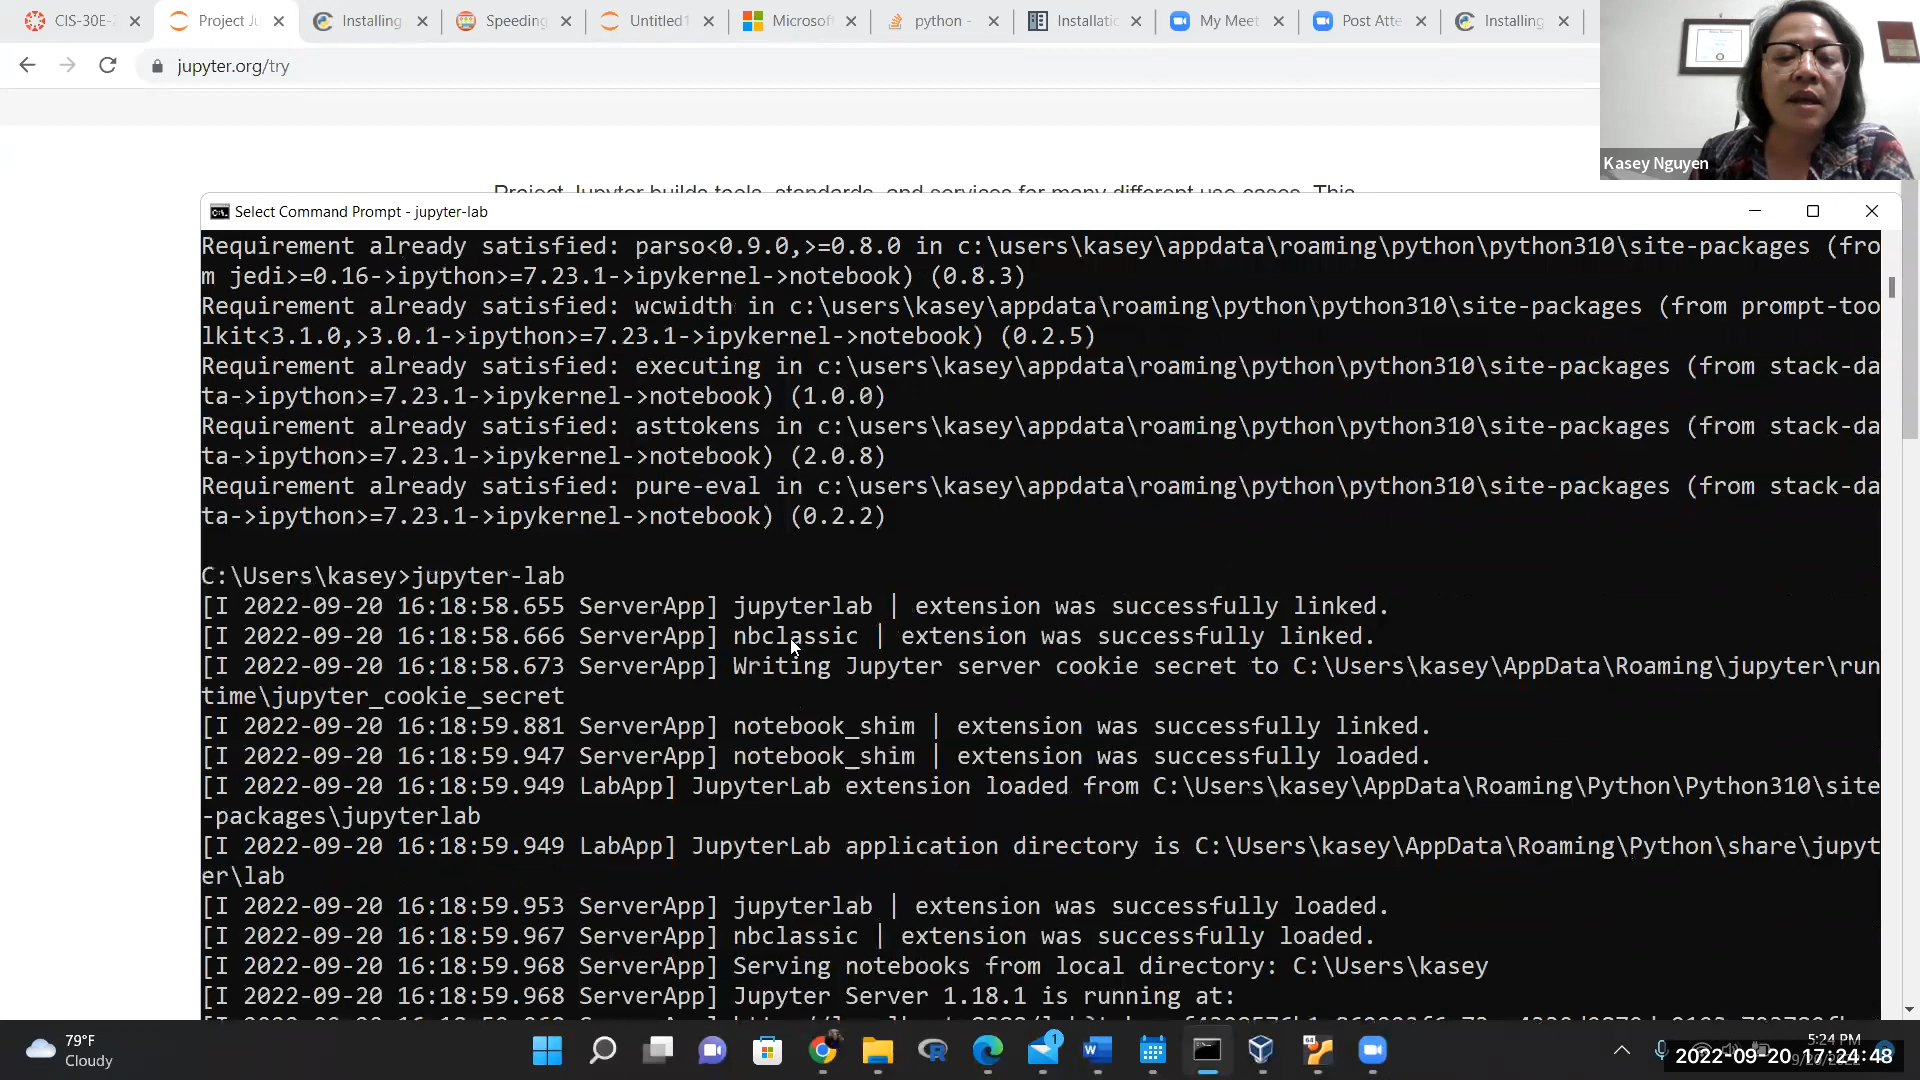 CIS-30E-2
Project Ju
Installing
Speeding
Untitled1
Microsof
python -
Installatic
My Meet
Post Atte
Installing
jupyter.org/try
Kasey Nguyen
Project Jupyter builds tools, standards, and services for many different use cases. This
Select Command Prompt - jupyter-lab
Requirement already satisfied: parso<0.9.0,>=0.8.0 in c:\users\kasey\appdata\roaming\python\python310\site-packages (fro
m jedi>=0.16->ipython>=7.23.1->ipykernel->notebook) (0.8.3)
Requirement already satisfied: wcwidth in c:\users\kasey\appdata\roaming\python\python310\site-packages (from prompt-too
lkit<3.1.0,>3.0.1->ipython>=7.23.1->ipykernel->notebook) (0.2.5)
Requirement already satisfied: executing in c:\users\kasey\appdata\roaming\python\python310\site-packages (from stack-da
ta->ipython>=7.23.1->ipykernel->notebook) (1.0.0)
Requirement already satisfied: asttokens in c:\users\kasey\appdata\roaming\python\python310\site-packages (from stack-da
ta->ipython>=7.23.1->ipykernel->notebook) (2.0.8)
Requirement already satisfied: pure-eval in c:\users\kasey\appdata\roaming\python\python310\site-packages (from stack-da
ta->ipython>=7.23.1->ipykernel->notebook) (0.2.2)
C:\Users\kasey>jupyter-lab
[I 2022-09-20 16:18:58.655 ServerApp] jupyterlab | extension was successfully linked.
[I 2022-09-20 16:18:58.666 ServerApp] nbclassic | extension was successfully linked.
[I 2022-09-20 16:18:58.673 ServerApp] Writing Jupyter server cookie secret to C:\Users\kasey\AppData\Roaming\jupyter\run
time\jupyter_cookie_secret
[I 2022-09-20 16:18:59.881 ServerApp] notebook_shim | extension was successfully linked.
[I 2022-09-20 16:18:59.947 ServerApp] notebook_shim | extension was successfully loaded.
[I 2022-09-20 16:18:59.949 LabApp] JupyterLab extension loaded from C:\Users\kasey\AppData\Roaming\Python\Python310\site
-packages\jupyterlab
[I 2022-09-20 16:18:59.949 LabApp] JupyterLab application directory is C:\Users\kasey\AppData\Roaming\Python\share\jupyt
er\lab
[I 2022-09-20 16:18:59.953 ServerApp] jupyterlab | extension was successfully loaded.
[I 2022-09-20 16:18:59.967 ServerApp] nbclassic | extension was successfully loaded.
[I 2022-09-20 16:18:59.968 ServerApp] Serving notebooks from local directory: C:\Users\kasey
[I 2022-09-20 16:18:59.968 ServerApp] Jupyter Server 1.18.1 is running at:
79°F
Cloudy
1
5:24 PM
2022-09-20 17:24:48